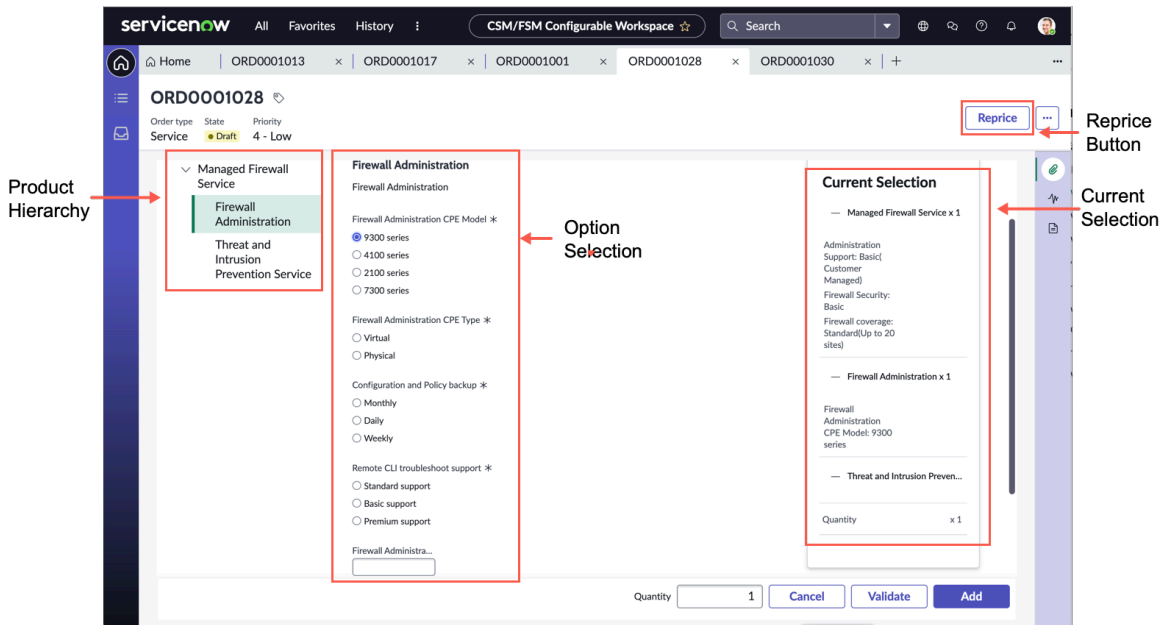 servicenow All Favorites History CSM/FSM Configurable Workspace Search
Home ORD0001013 × ORD0001017 × ORD0001001 × ORD0001028 × ORD0001030 × +
ORD0001028
Order type State Priority
Service Draft 4 - Low
Reprice
Reprice
Button
Product
Hierarchy
Managed Firewall
Service
Firewall
Administration
Threat and
Intrusion
Prevention Service
Firewall Administration
Firewall Administration
Firewall Administration CPE Model *
9300 series
4100 series
2100 series
7300 series
Firewall Administration CPE Type *
Virtual
Physical
Configuration and Policy backup *
Monthly
Daily
Weekly
Remote CLI troubleshoot support *
Standard support
Basic support
Premium support
Firewall Administra...
Option
Selection
Current Selection
Managed Firewall Service x 1
Administration
Support: Basic(
Customer
Managed)
Firewall Security:
Basic
Firewall coverage:
Standard(Up to 20
sites)
Firewall Administration x 1
Firewall
Administration
CPE Model: 9300
series
Threat and Intrusion Preven...
Quantity x 1
Current
Selection
Quantity 1 Cancel Validate Add